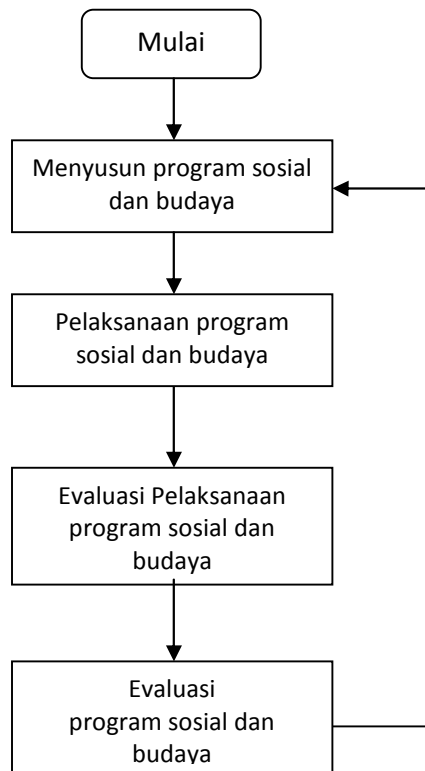 Mulai
Menyusun program sosial
dan budaya
Pelaksanaan program
sosial dan budaya
Evaluasi Pelaksanaan
program sosial dan
budaya
Evaluasi
program sosial dan
budaya